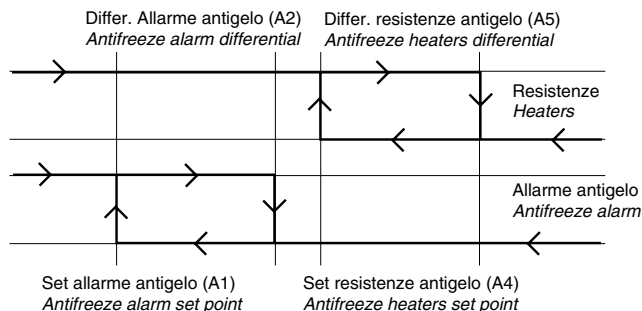 Differ. Allarme antigelo (A2)
Antifreeze alarm differential
Differ. resistenze antigelo (A5)
Antifreeze heaters differential
Resistenze
Heaters
Allarme antigelo
Antifreeze alarm
Set allarme antigelo (A1)
Antifreeze alarm set point
Set resistenze antigelo (A4)
Antifreeze heaters set point